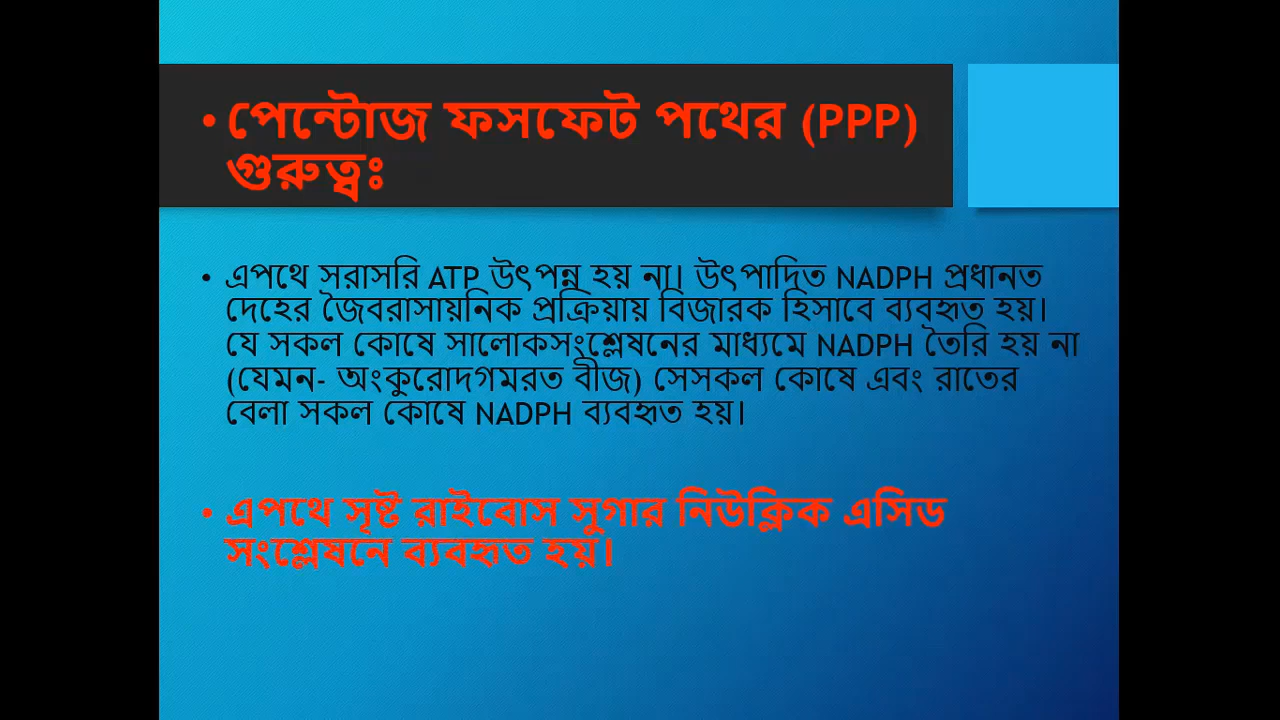 • পেন্টোজ ফসফেট পথের (PPP)
গুরুত্বঃ
• এপথে সরাসরি ATP উৎপন্ন হয় না। উৎপাদিত NADPH প্রধানত
দেহের জৈবরাসায়নিক প্রক্রিয়ায় বিজারক হিসাবে ব্যবহৃত হয়।
যে সকল কোষে সালোকসংশ্লেষনের মাধ্যমে NADPH তৈরি হয় না
(যেমন- অংকুরোদগমরত বীজ) সেসকল কোষে এবং রাতের
বেলা সকল কোষে NADPH ব্যবহৃত হয়।
• এপথে সৃষ্ট রাইবোস সুগার নিউক্লিক এসিড
সংশ্লেষনে ব্যবহৃত হয়।